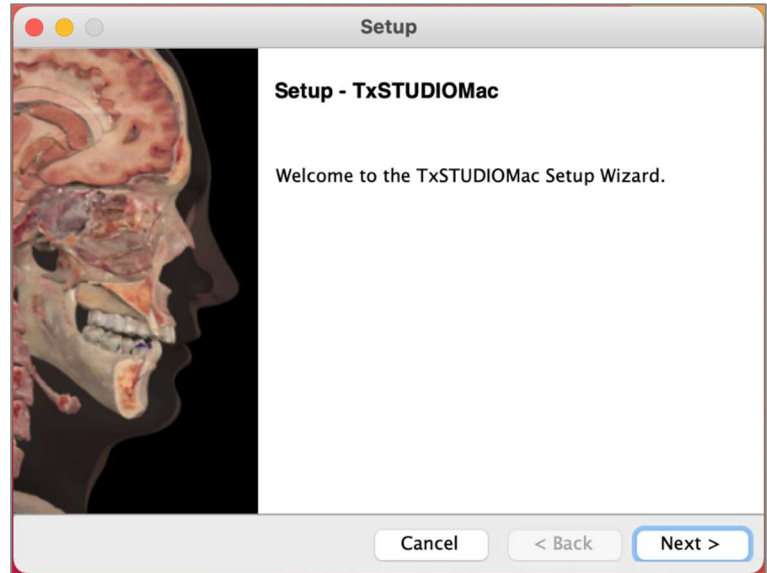 Setup
Setup - TxSTUDIOMac
Welcome to the TxSTUDIOMac Setup Wizard.
Cancel
< Back
Next >